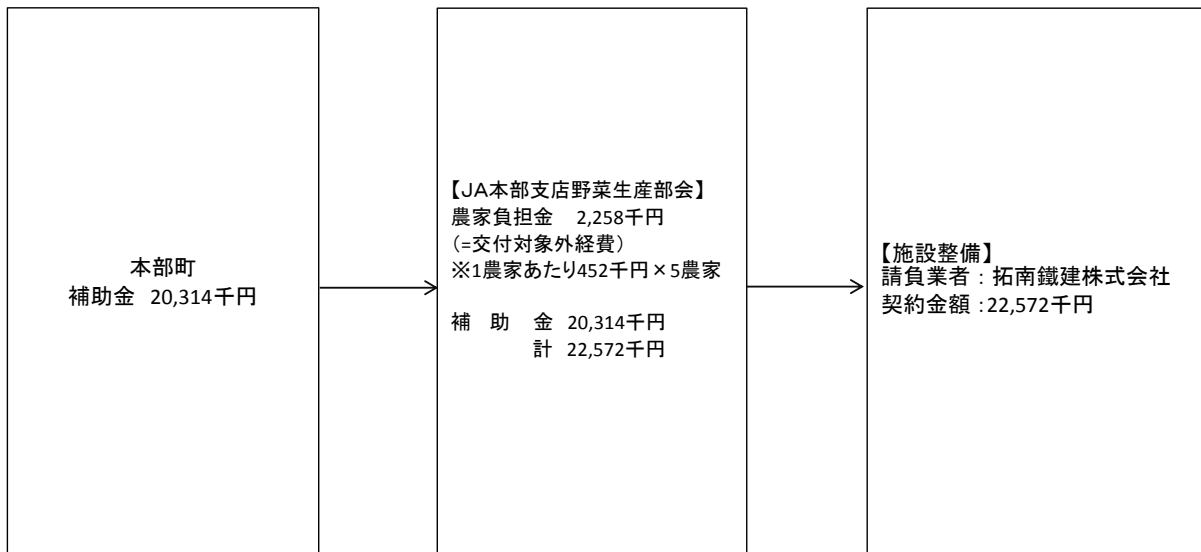 本部町
補助金 20,314千円
【JA本部支店野菜生産部会】
農家負担金 2,258千円
(=交付対象外経費)
※1農家あたり452千円×5農家
補 助 金 20,314千円
計 22,572千円
【施設整備】
請負業者:拓南鐵建株式会社
契約金額:22,572千円